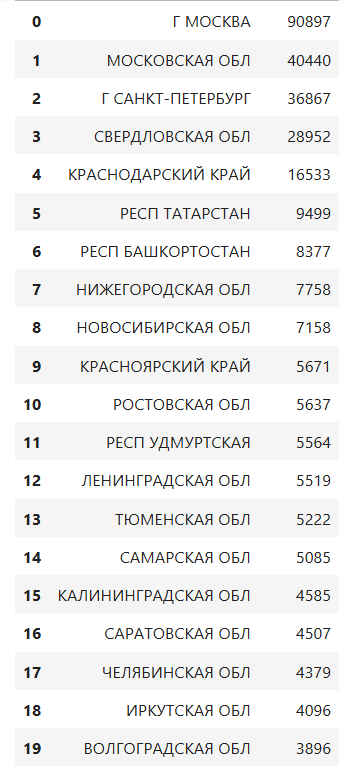 0 Г МОСКВА 90897
1 МОСКОВСКАЯ ОБЛ 40440
2 Г САНКТ-ПЕТЕРБУРГ 36867
3 СВЕРДЛОВСКАЯ ОБЛ 28952
4 КРАСНОДАРСКИЙ КРАЙ 16533
5 РЕСП ТАТАРСТАН 9499
6 РЕСП БАШКОРТОСТАН 8377
7 НИЖЕГОРОДСКАЯ ОБЛ 7758
8 НОВОСИБИРСКАЯ ОБЛ 7158
9 КРАСНОЯРСКИЙ КРАЙ 5671
10 РОСТОВСКАЯ ОБЛ 5637
11 РЕСП УДМУРТСКАЯ 5564
12 ЛЕНИНГРАДСКАЯ ОБЛ 5519
13 ТЮМЕНСКАЯ ОБЛ 5222
14 САМАРСКАЯ ОБЛ 5085
15 КАЛИНИНГРАДСКАЯ ОБЛ 4585
16 САРАТОВСКАЯ ОБЛ 4507
17 ЧЕЛЯБИНСКАЯ ОБЛ 4379
18 ИРКУТСКАЯ ОБЛ 4096
19 ВОЛГОГРАДСКАЯ ОБЛ 3896